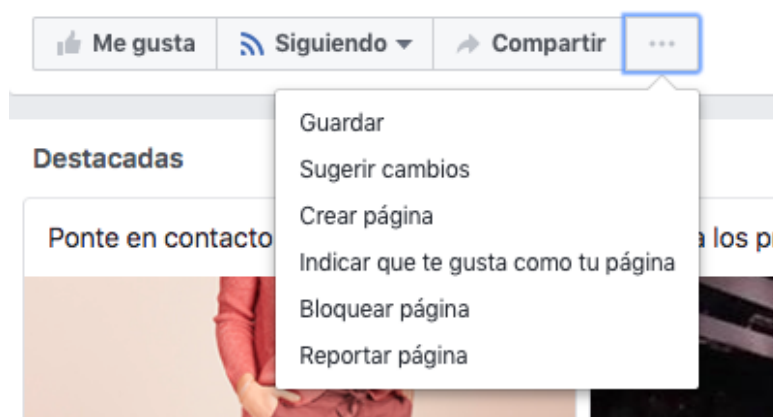 Me gusta Siguiendo Compartir ...
Guardar
Destacadas
Sugerir cambios
Crear página
Ponte en contacto
a los
Indicar que te gusta como tu página
Bloquear página
Reportar página